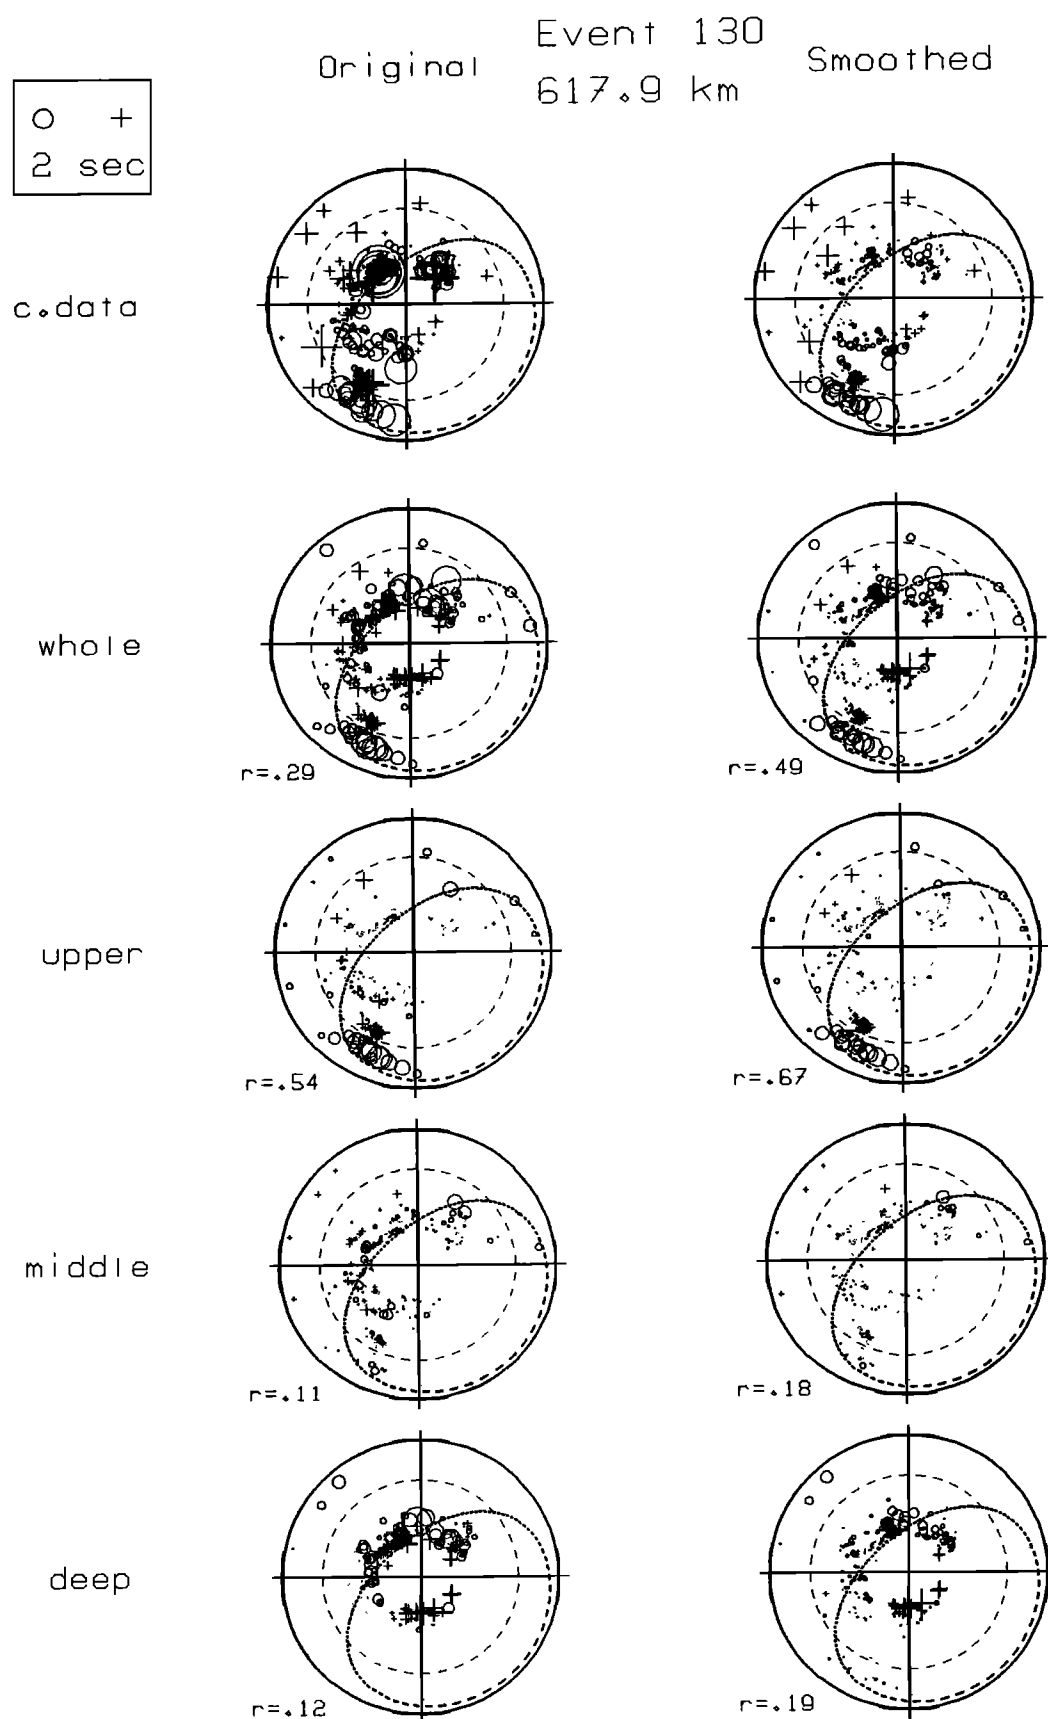 Event 130
Original
Smoothed
617.9 km
2 sec
c.data
whole
r=.29
r=.49
upper
r=.54
r=.67
middle
r=.11
r=.18
deep
r=.12
r=.19